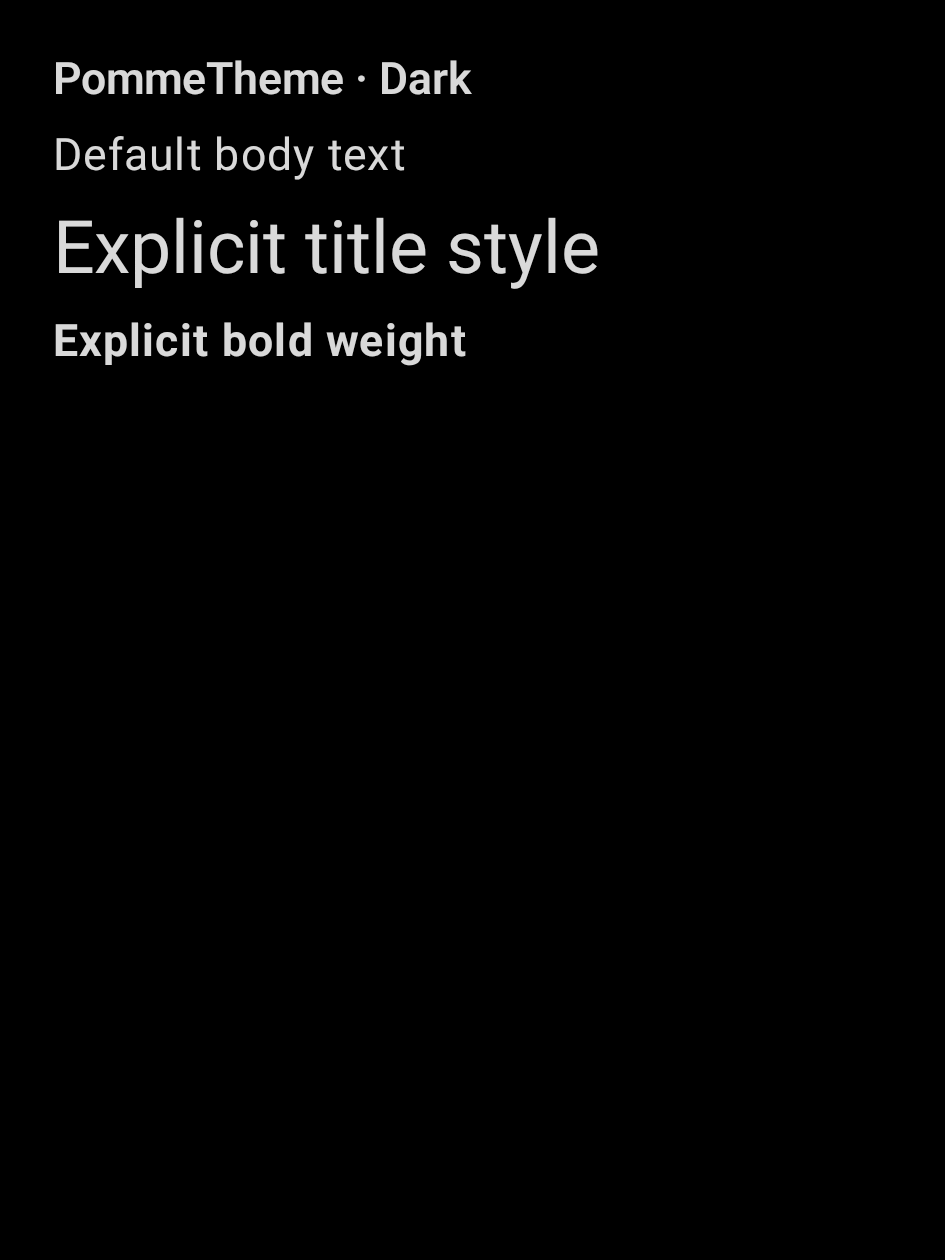 PommeTheme · Dark
Default body text
Explicit title style
Explicit bold weight